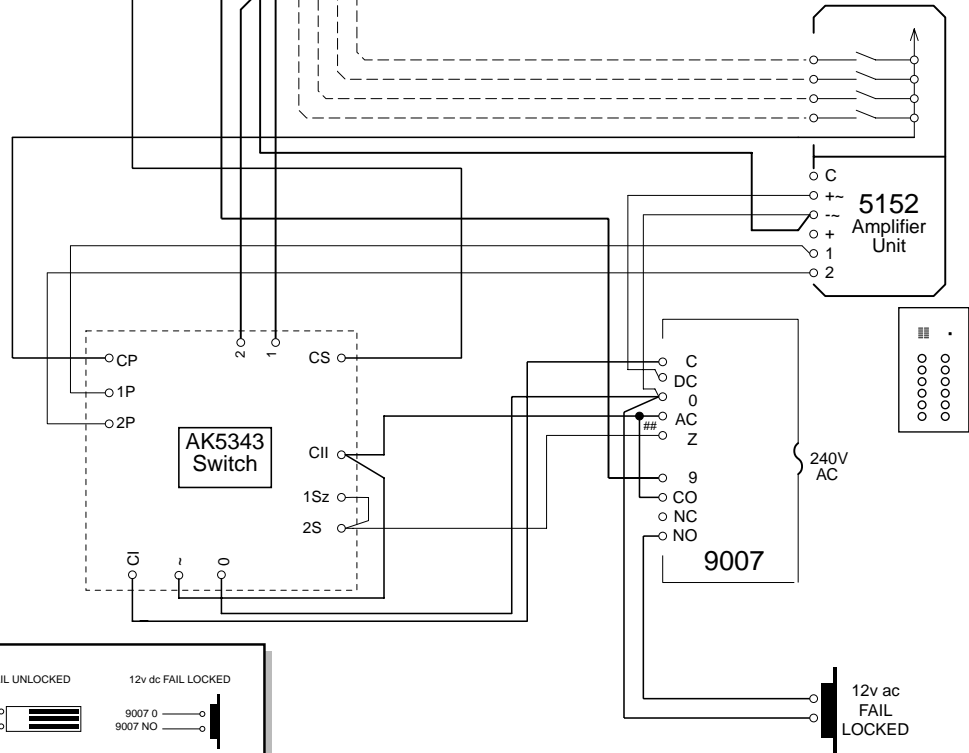 C
+~
-~
+
1
2
5152
Amplifier
Unit
CP
1P
2P
2
1
CS
AK5343
Switch
CII
1Sz
2S
CI
~
0
C
DC
0
AC
##
Z
9
CO
NC
NO
9007
240V
AC
12v ac
FAIL
LOCKED
IL UNLOCKED
12v dc FAIL LOCKED
9007 0
9007 NO